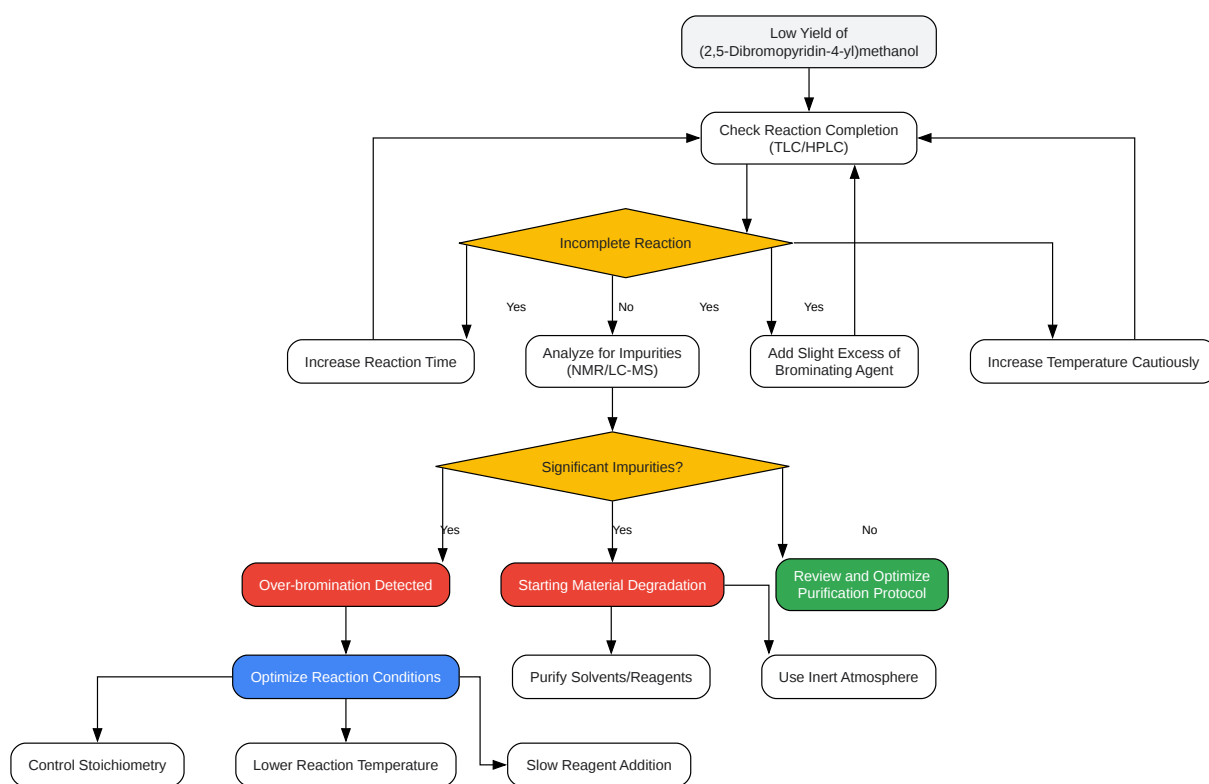 Low Yield of
(2,5-Dibromopyridin-4-yl)methanol
Check Reaction Completion
(TLC/HPLC)
Incomplete Reaction
Yes
No
Yes
Yes
Increase Reaction Time
Analyze for Impurities
(NMR/LC-MS)
Add Slight Excess of
Brominating Agent
Increase Temperature Cautiously
Significant Impurities?
Yes
Yes
No
Over-bromination Detected
Starting Material Degradation
Review and Optimize
Purification Protocol
Optimize Reaction Conditions
Purify Solvents/Reagents
Use Inert Atmosphere
Control Stoichiometry
Lower Reaction Temperature
Slow Reagent Addition